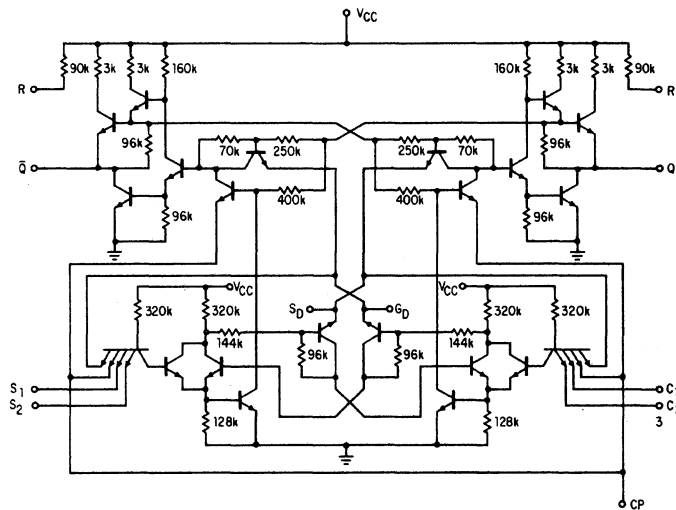 VCC
90k 3k 3k 160k 160k 3k 3k 90k
R R
96k 70k 250k 250k 70k 96k
Q̅ Q
400k 400k
96k 96k
VCC VCC
320k 320k SD GD 320k 320k
144k 144k
96k 96k
S1 C
S2 C
3
128k 128k
CP